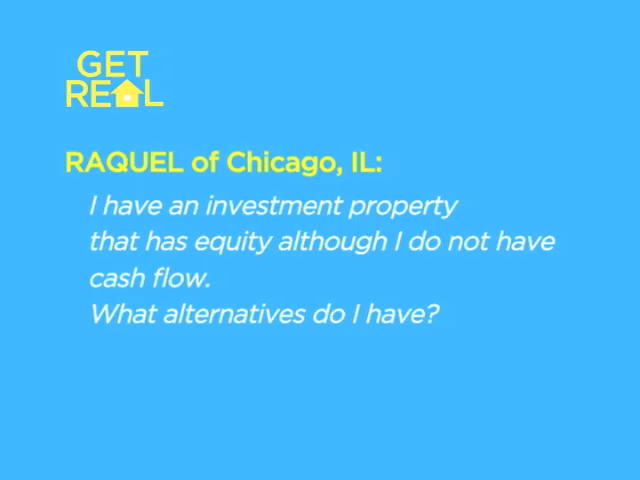 GET
REAL
RAQUEL of Chicago, IL:
I have an investment property
that has equity although I do not have
cash flow.
What alternatives do I have?